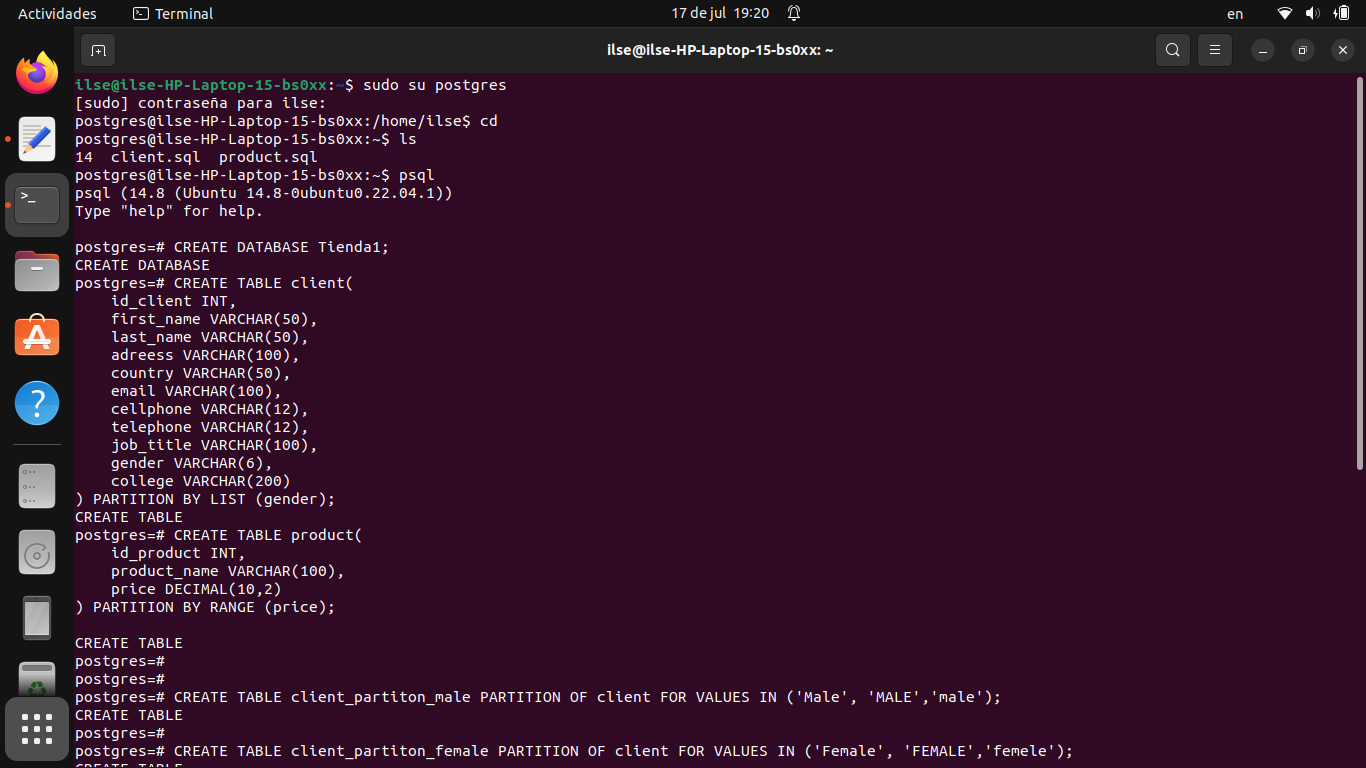 Actividades
Terminal
17 de jul 19:20
en
ilse@ilse-HP-Laptop-15-bs0xx: ~
ilse@ilse-HP-Laptop-15-bs0xx:~$ sudo su postgres
[sudo] contraseña para ilse:
postgres@ilse-HP-Laptop-15-bs0xx:/home/ilse$ cd
postgres@ilse-HP-Laptop-15-bs0xx:~$ ls
14  client.sql  product.sql
postgres@ilse-HP-Laptop-15-bs0xx:~$ psql
psql (14.8 (Ubuntu 14.8-0ubuntu0.22.04.1))
Type "help" for help.
postgres=# CREATE DATABASE Tienda1;
CREATE DATABASE
postgres=# CREATE TABLE client(
    id_client INT,
    first_name VARCHAR(50),
    last_name VARCHAR(50),
    adreess VARCHAR(100),
    country VARCHAR(50),
    email VARCHAR(100),
    cellphone VARCHAR(12),
    telephone VARCHAR(12),
    job_title VARCHAR(100),
    gender VARCHAR(6),
    college VARCHAR(200)
) PARTITION BY LIST (gender);
CREATE TABLE
postgres=# CREATE TABLE product(
    id_product INT,
    product_name VARCHAR(100),
    price DECIMAL(10,2)
) PARTITION BY RANGE (price);
CREATE TABLE
postgres=#
postgres=#
postgres=# CREATE TABLE client_partiton_male PARTITION OF client FOR VALUES IN ('Male', 'MALE','male');
CREATE TABLE
postgres=#
postgres=# CREATE TABLE client_partiton_female PARTITION OF client FOR VALUES IN ('Female', 'FEMALE','femele');
CREATE TABLE